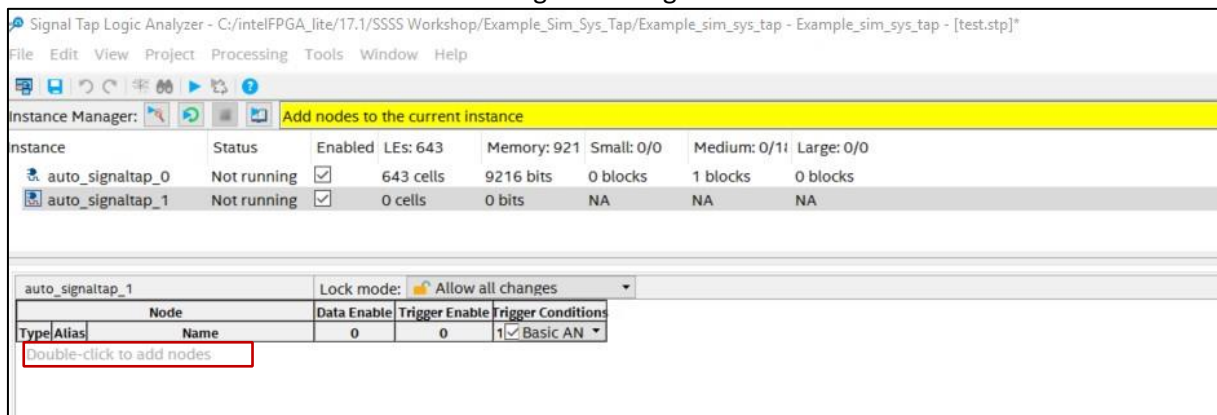 Signal Tap Logic Analyzer - C:/intelFPGA_lite/17.1/SSSS Workshop/Example_Sim_Sys_Tap/Example_sim_sys_tap - Example_sim_sys_tap - [test.stp]*
File Edit View Project Processing Tools Window Help
Instance Manager: Add nodes to the current instance
nstance Status Enabled LEs: 643 Memory: 921 Small: 0/0 Medium: 0/18 Large: 0/0
auto_signaltap_0 Not running 643 cells 9216 bits 0 blocks 1 blocks 0 blocks
auto_signaltap_1 Not running 0 cells 0 bits NA NA NA
auto_signaltap_1 Lock mode: Allow all changes
Node Data Enable Trigger Enable Trigger Conditions
Type Alias Name 0 0 1 Basic AN
Double-click to add nodes